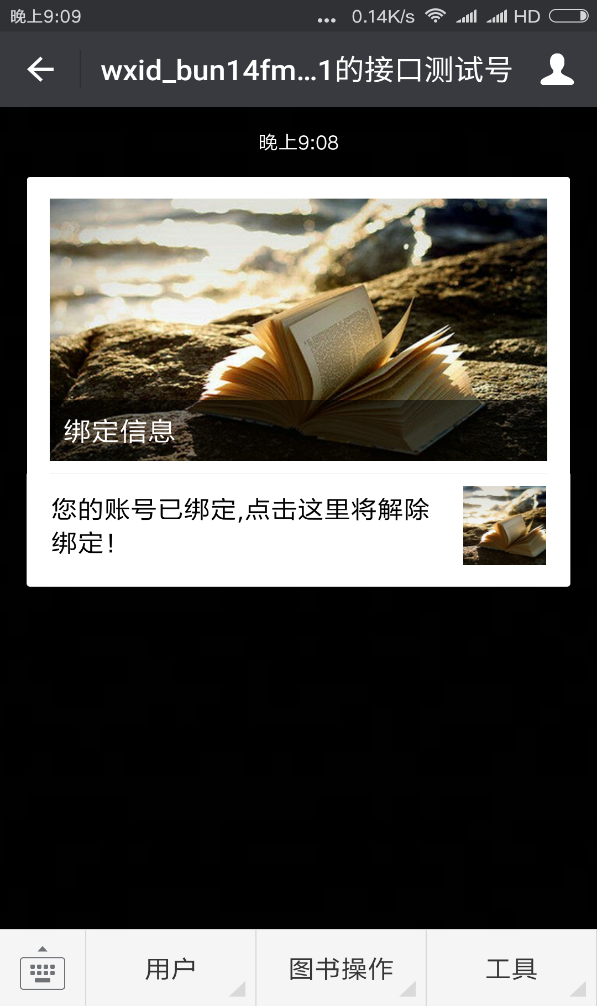 晚上9:09
... 0.14K/s HD
wxid_bun14fm...1的接口测试号
晚上9:08
绑定信息
您的账号已绑定,点击这里将解除
绑定!
用户
图书操作
工具